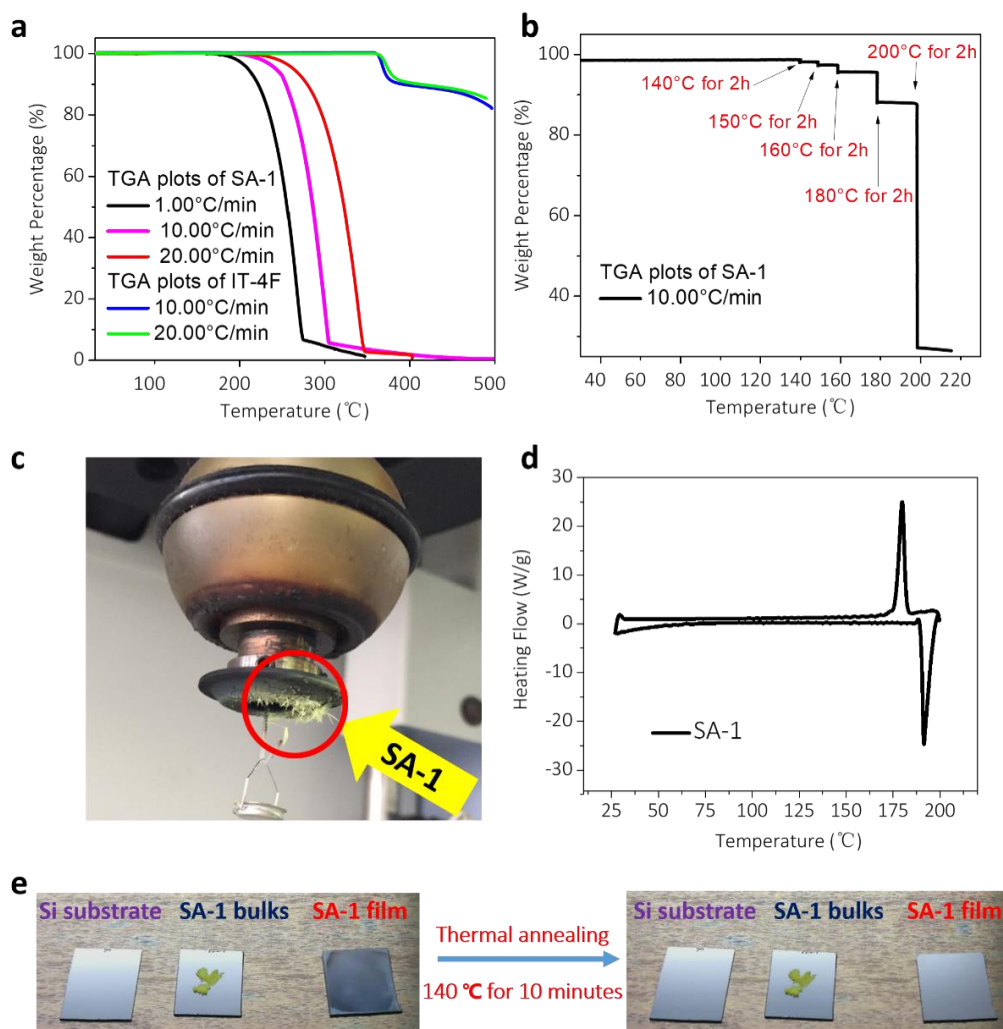 a
Weight Percentage (%)
100
80
60
40
20
0
TGA plots of SA-1
1.00°C/min
10.00°C/min
20.00°C/min
TGA plots of IT-4F
10.00°C/min
20.00°C/min
100
200
300
400
500
Temperature (℃)
b
Weight Percentage (%)
100
80
60
40
140°C for 2h
150°C for 2h
160°C for 2h
180°C for 2h
200°C for 2h
TGA plots of SA-1
10.00°C/min
40
60
80
100
120
140
160
180
200
220
Temperature (℃)
c
SA-1
d
Heating Flow (W/g)
30
20
10
0
-10
-20
-30
SA-1
25
50
75
100
125
150
175
200
Temperature (℃)
e
Si substrate
SA-1 bulks
SA-1 film
Thermal annealing
140 ℃ for 10 minutes
Si substrate
SA-1 bulks
SA-1 film